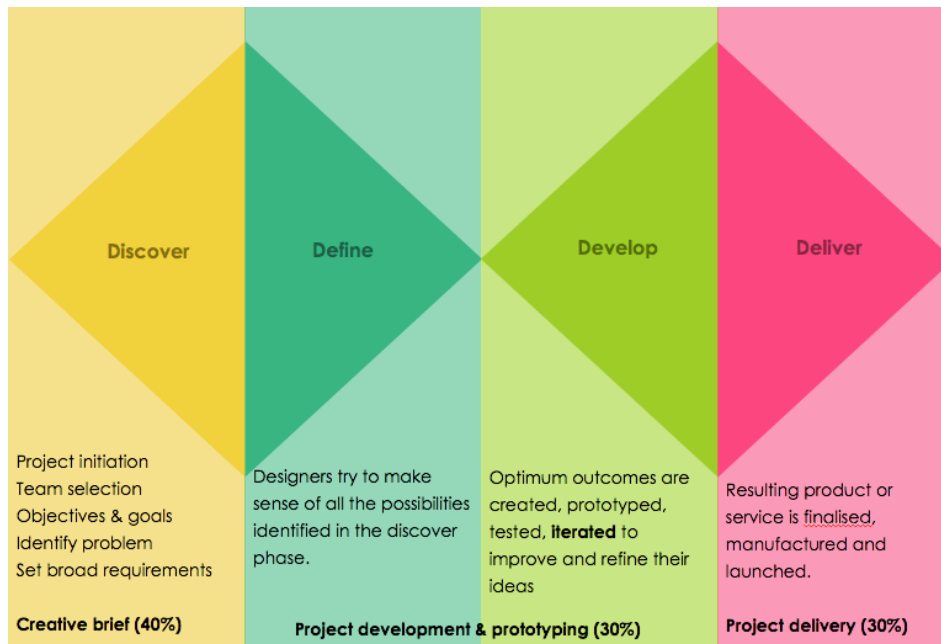 Discover
Define
Develop
Deliver
Project initiation
Team selection
Objectives & goals
Identify problem
Set broad requirements
Creative brief (40%)
Designers try to make
sense of all the possibilities
identified in the discover
phase.
Optimum outcomes are
created, prototyped,
tested, iterated to
improve and refine their
ideas
Project development & prototyping (30%)
Resulting product or
service is finalised,
manufactured and
launched.
Project delivery (30%)